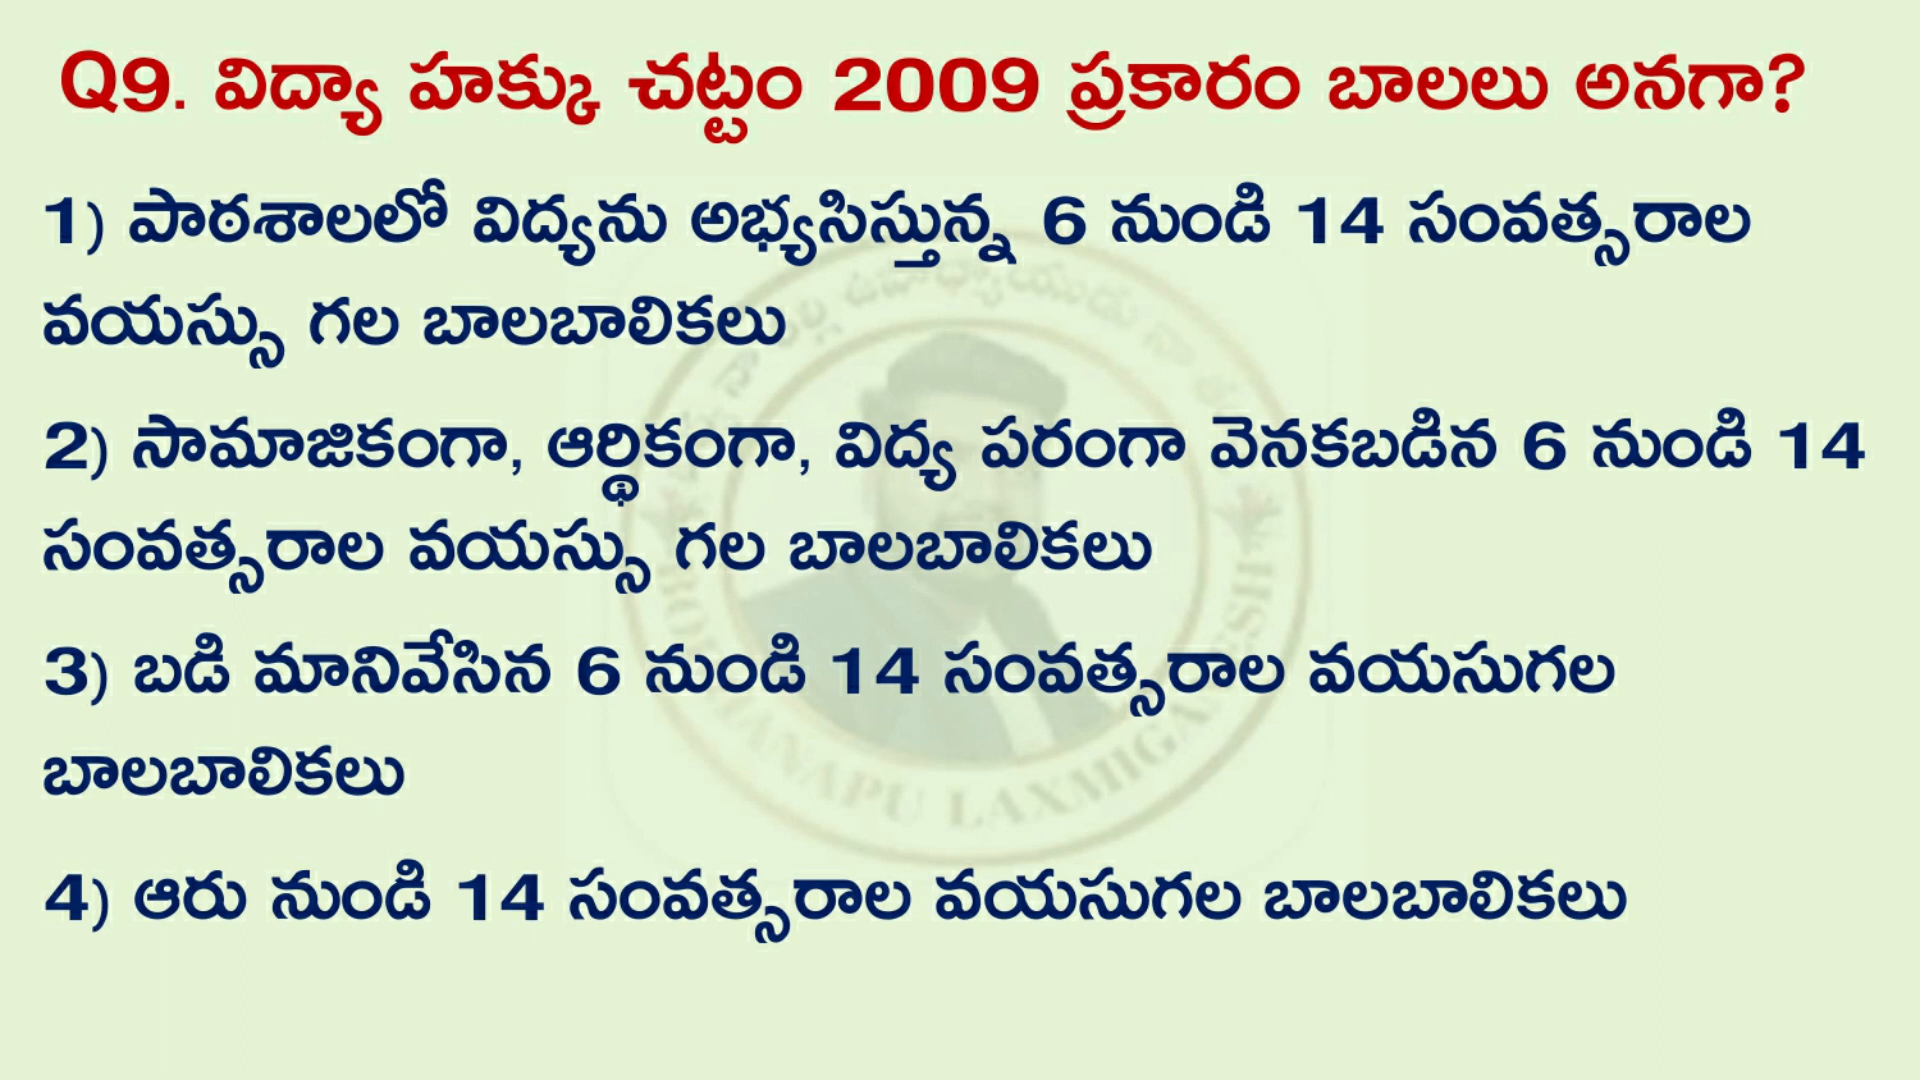 Q9. విద్యా హక్కు చట్టం 2009 ప్రకారం బాలలు అనగా?
1) పాఠశాలలో విద్యను అభ్యసిస్తున్న 6 నుండి 14 సంవత్సరాల
వయస్సు గల బాలబాలికలు
2) సామాజికంగా, ఆర్థికంగా, విద్య పరంగా వెనకబడిన 6 నుండి 14
సంవత్సరాల వయస్సు గల బాలబాలికలు
3) బడి మానివేసిన 6 నుండి 14 సంవత్సరాల వయసుగల
బాలబాలికలు
4) ఆరు నుండి 14 సంవత్సరాల వయసుగల బాలబాలికలు
LAXMIGANESH